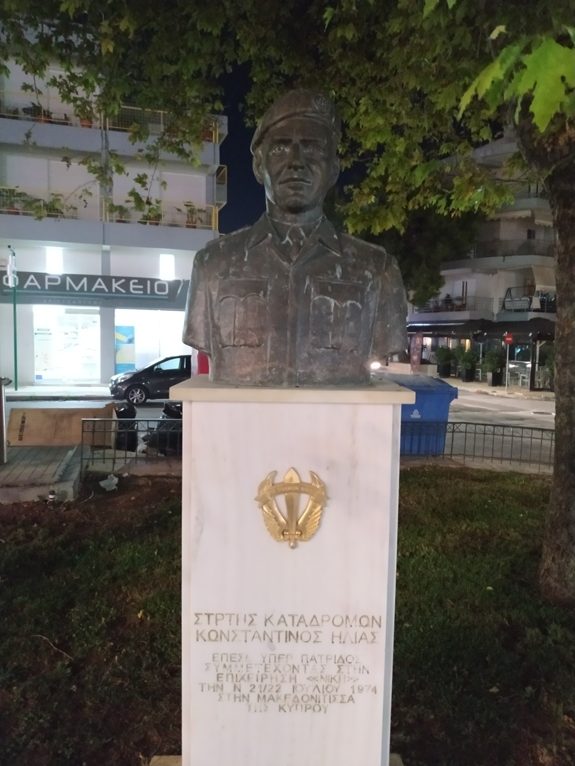 ΦΑΡΜΑΚΕΙΟ
ΣΤΡΤΗΣ ΚΑΤΑΔΡΟΜΩΝ
ΚΩΝΣΤΑΝΤΙΝΟΣ ΗΛΙΑΣ
ΕΠΕΣΕ ΥΠΕΡ ΠΑΤΡΙΔΟΣ
ΣΥΜΜΕΤΕΧΟΝΤΑΣ ΣΤΗΝ
ΕΠΙΧΕΙΡΗΣΗ «ΝΙΚΗ»
ΤΗΝ Ν 21/22 ΙΟΥΛΙΟΥ 1974
ΣΤΗΝ ΜΑΚΕΔΟΝΙΤΙΣΣΑ
ΤΗΣ ΚΥΠΡΟΥ